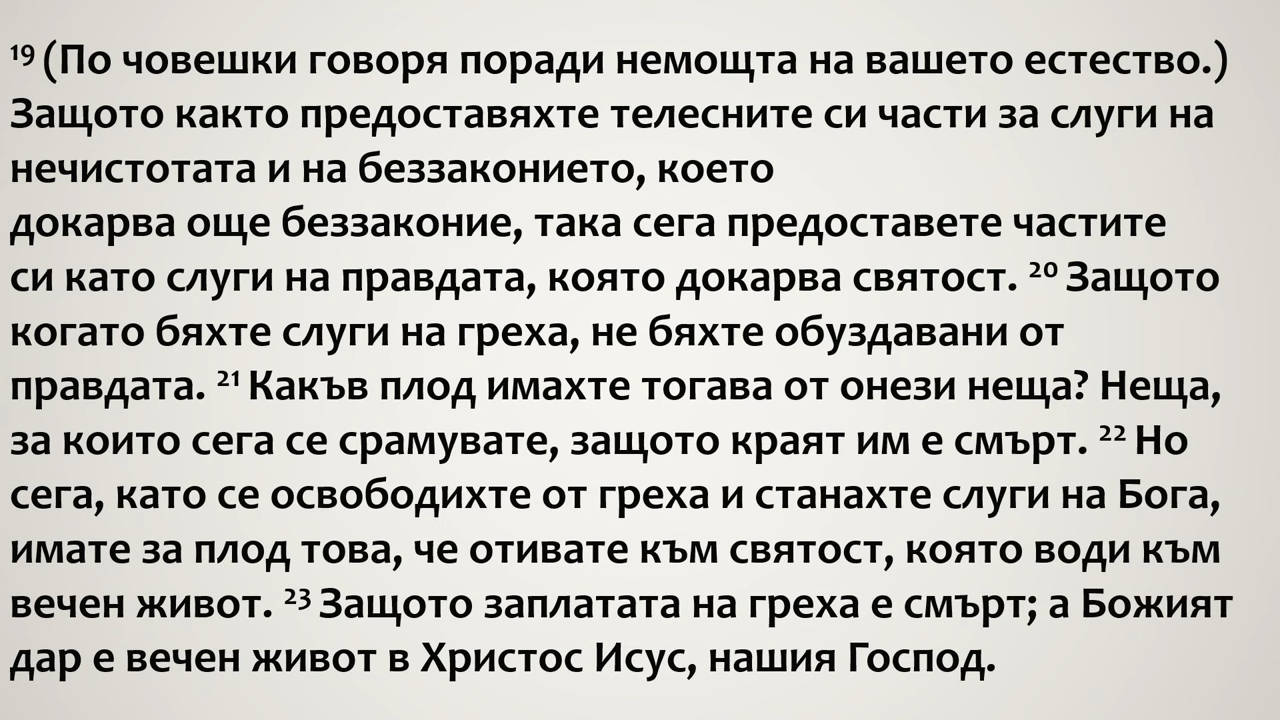 ¹⁹ (По човешки говоря поради немощта на вашето естество.)
Защото както предоставяхте телесните си части за слуги на
нечистотата и на беззаконието, което
докарва още беззаконие, така сега предоставете частите
си като слуги на правдата, която докарва святост. ²⁰ Защото
когато бяхте слуги на греха, не бяхте обуздавани от
правдата. ²¹ Какъв плод имахте тогава от онези неща? Неща,
за които сега се срамувате, защото краят им е смърт. ²² Но
сега, като се освободихте от греха и станахте слуги на Бога,
имате за плод това, че отивате към святост, която води към
вечен живот. ²³ Защото заплатата на греха е смърт; а Божият
дар е вечен живот в Христос Исус, нашия Господ.